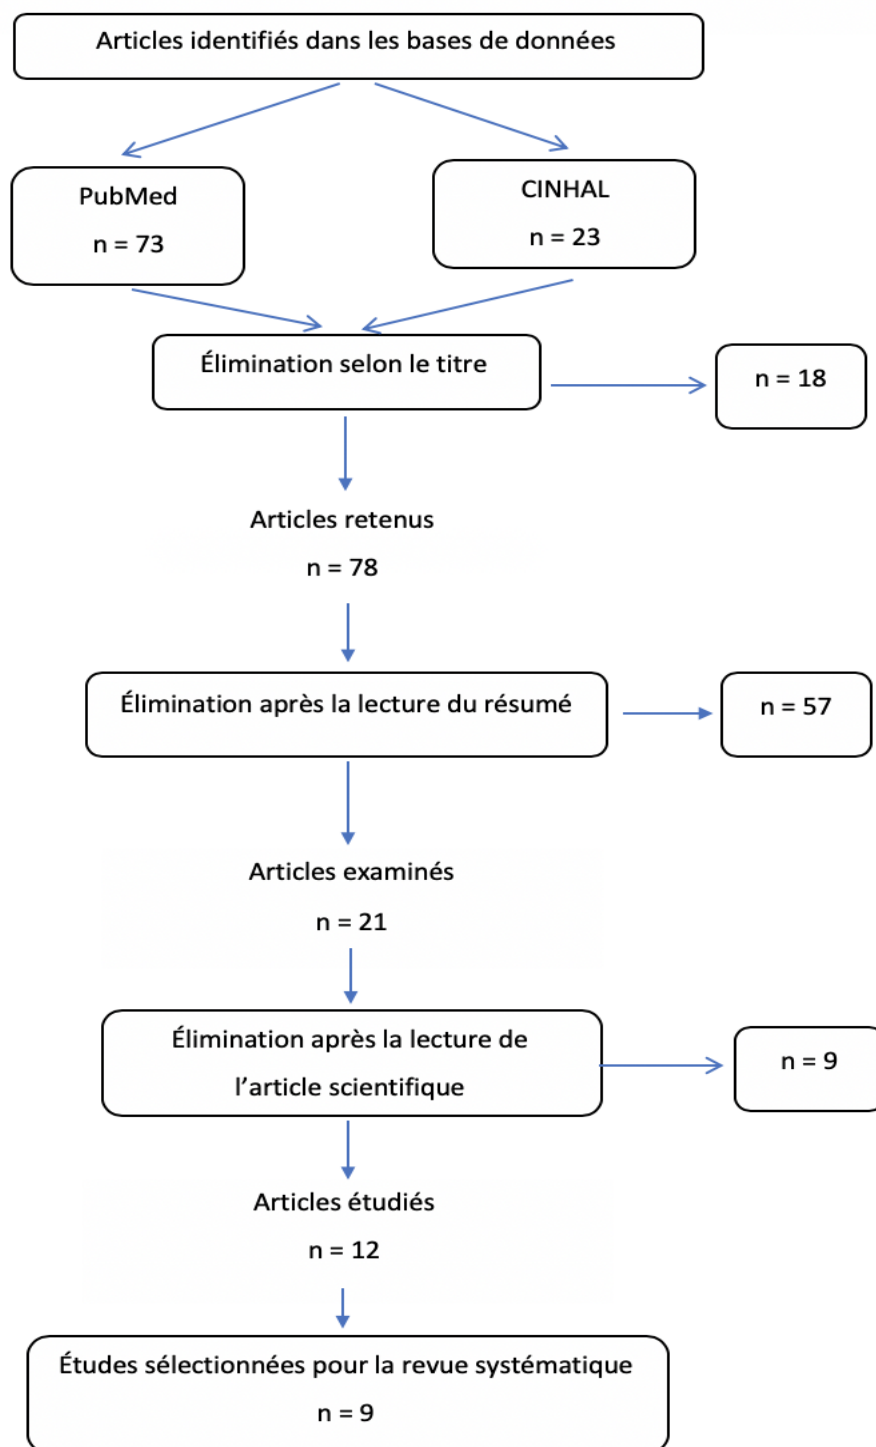 Articles identifiés dans les bases de données
PubMed
n = 73
CINHAL
n = 23
Élimination selon le titre
n = 18
Articles retenus
n = 78
Élimination après la lecture du résumé
n = 57
Articles examinés
n = 21
Élimination après la lecture de
l’article scientifique
n = 9
Articles étudiés
n = 12
Études sélectionnées pour la revue systématique
n = 9